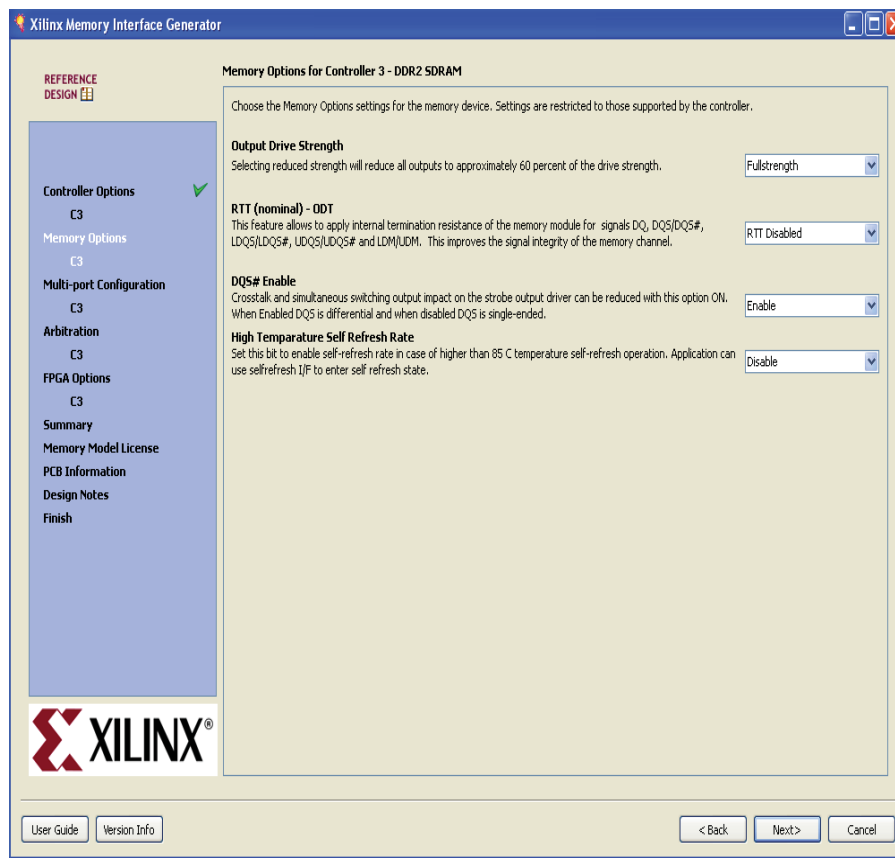 Xilinx Memory Interface Generator
REFERENCE
DESIGN
Controller Options
C3
Memory Options
C3
Multi-port Configuration
C3
Arbitration
C3
FPGA Options
C3
Summary
Memory Model License
PCB Information
Design Notes
Finish
XILINX®
Memory Options for Controller 3 - DDR2 SDRAM
Choose the Memory Options settings for the memory device. Settings are restricted to those supported by the controller.
Output Drive Strength
Selecting reduced strength will reduce all outputs to approximately 60 percent of the drive strength.
Fullstrength
RTT (nominal) - ODT
This feature allows to apply internal termination resistance of the memory module for signals DQ, DQS/DQS#,
LDQS/LDQS#, UDQS/UDQS# and LDM/UDM. This improves the signal integrity of the memory channel.
RTT Disabled
DQS# Enable
Crosstalk and simultaneous switching output impact on the strobe output driver can be reduced with this option ON.
When Enabled DQS is differential and when disabled DQS is single-ended.
Enable
High Temparature Self Refresh Rate
Set this bit to enable self-refresh rate in case of higher than 85 C temperature self-refresh operation. Application can
use selfrefresh I/F to enter self refresh state.
Disable
User Guide
Version Info
< Back
Next>
Cancel